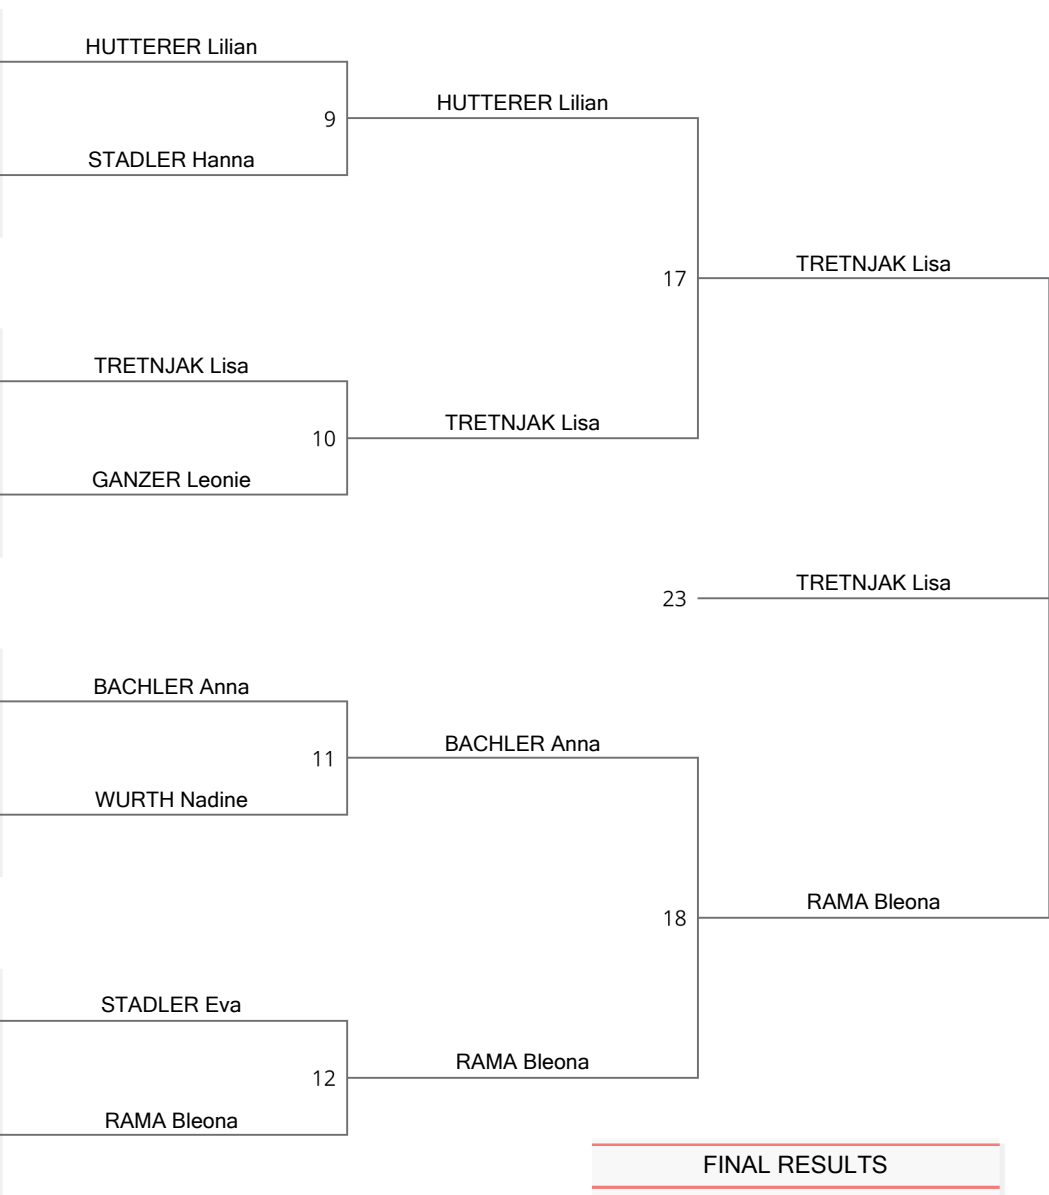 HUTTERER Lilian
HUTTERER Lilian
9
STADLER Hanna
TRETNJAK Lisa
17
TRETNJAK Lisa
TRETNJAK Lisa
10
GANZER Leonie
TRETNJAK Lisa
23
BACHLER Anna
BACHLER Anna
11
WURTH Nadine
RAMA Bleona
18
STADLER Eva
RAMA Bleona
12
RAMA Bleona
FINAL RESULTS